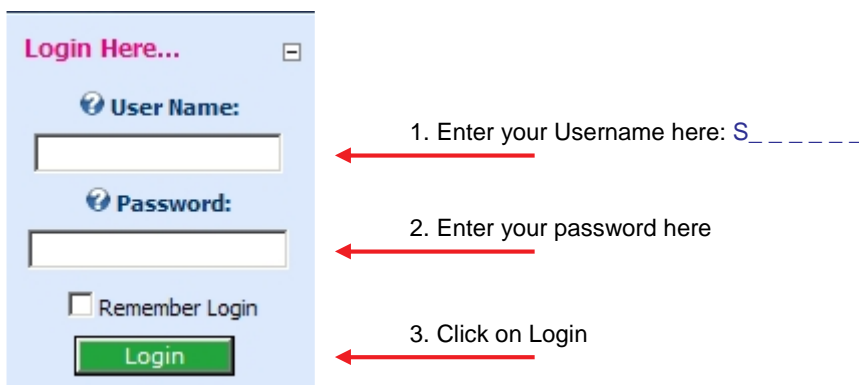 Login Here...
User Name:
1. Enter your Username here: S_ _ _ _ _ _
Password:
2. Enter your password here
Remember Login
3. Click on Login
Login